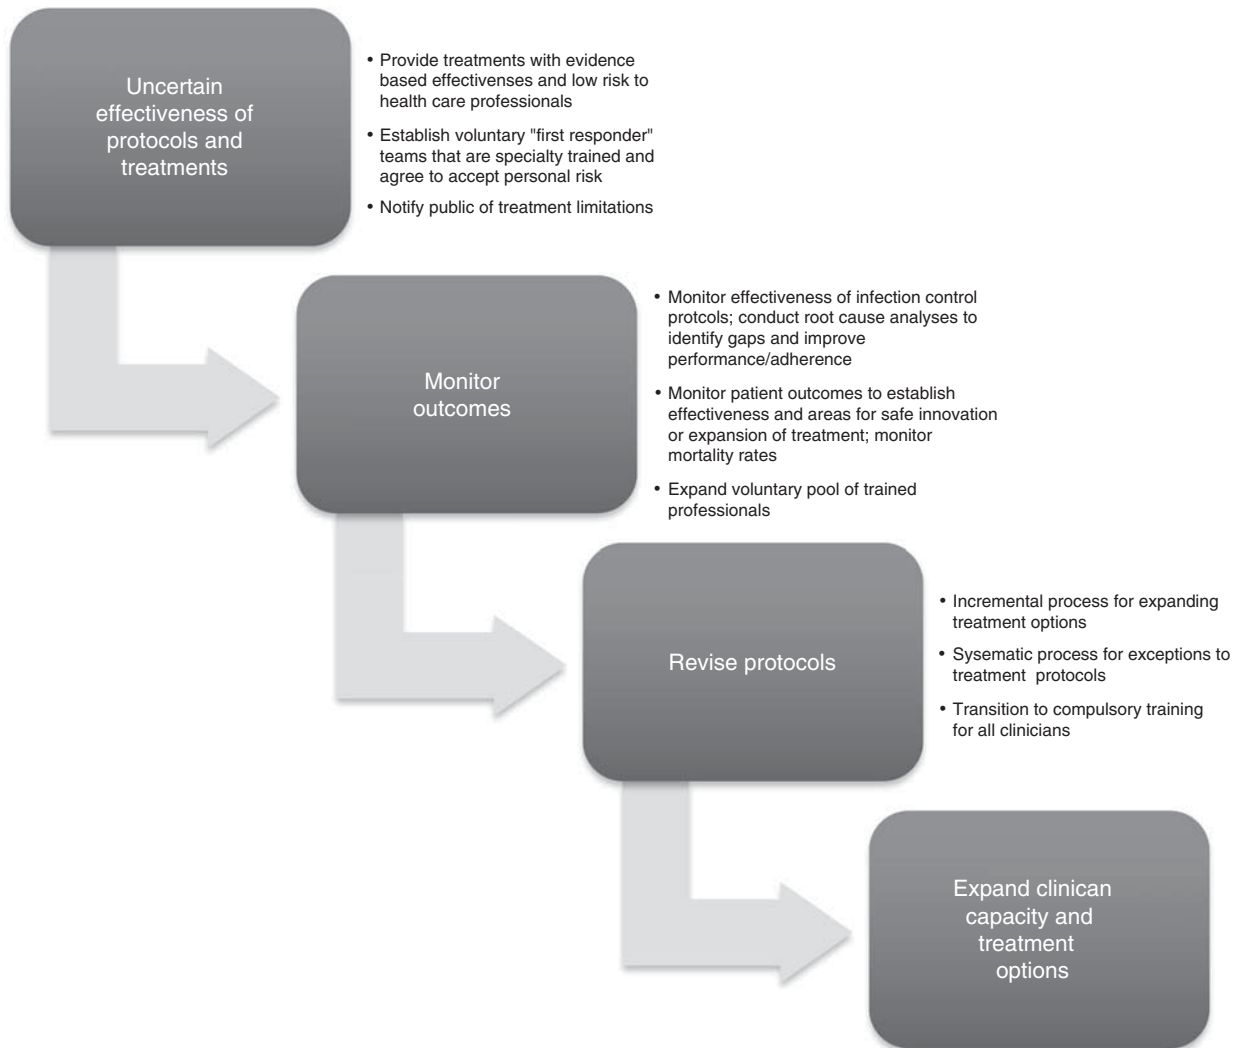 Uncertain
effectiveness of
protocols and
treatments
• Provide treatments with evidence
based effectivenses and low risk to
health care professionals
• Establish voluntary "first responder"
teams that are specialty trained and
agree to accept personal risk
• Notify public of treatment limitations
Monitor
outcomes
• Monitor effectiveness of infection control
protcols; conduct root cause analyses to
identify gaps and improve
performance/adherence
• Monitor patient outcomes to establish
effectiveness and areas for safe innovation
or expansion of treatment; monitor
mortality rates
• Expand voluntary pool of trained
professionals
Revise protocols
• Incremental process for expanding
treatment options
• Sysematic process for exceptions to
treatment protocols
• Transition to compulsory training
for all clinicians
Expand clinican
capacity and
treatment
options